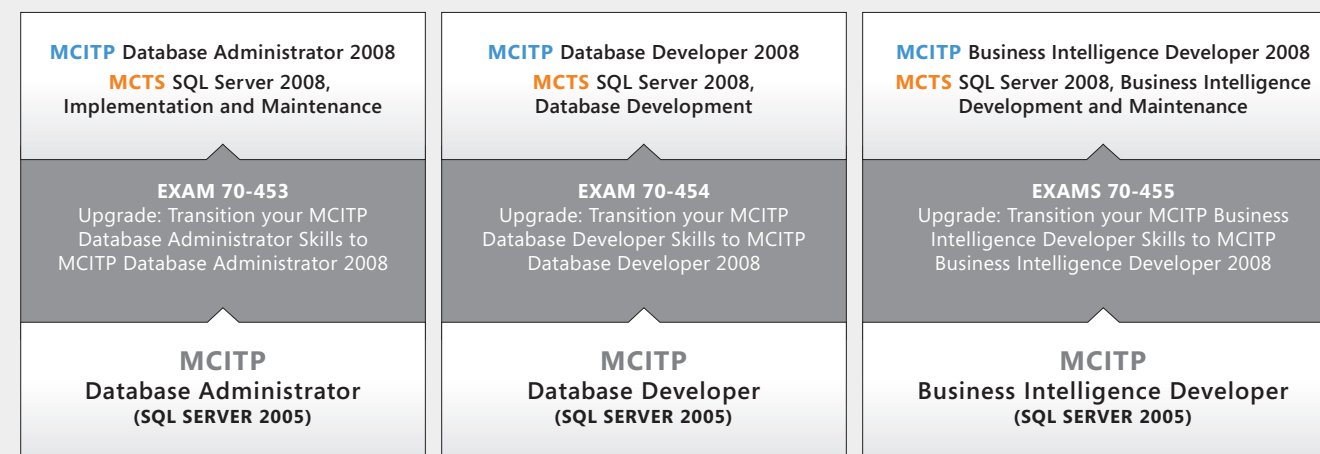 MCITP Database Administrator 2008
MCTS SQL Server 2008,
Implementation and Maintenance
EXAM 70-453
Upgrade: Transition your MCITP
Database Administrator Skills to
MCITP Database Administrator 2008
MCITP
Database Administrator
(SQL SERVER 2005)
MCITP Database Developer 2008
MCTS SQL Server 2008,
Database Development
EXAM 70-454
Upgrade: Transition your MCITP
Database Developer Skills to MCITP
Database Developer 2008
MCITP
Database Developer
(SQL SERVER 2005)
MCITP Business Intelligence Developer 2008
MCTS SQL Server 2008, Business Intelligence
Development and Maintenance
EXAMS 70-455
Upgrade: Transition your MCITP Business
Intelligence Developer Skills to MCITP
Business Intelligence Developer 2008
MCITP
Business Intelligence Developer
(SQL SERVER 2005)